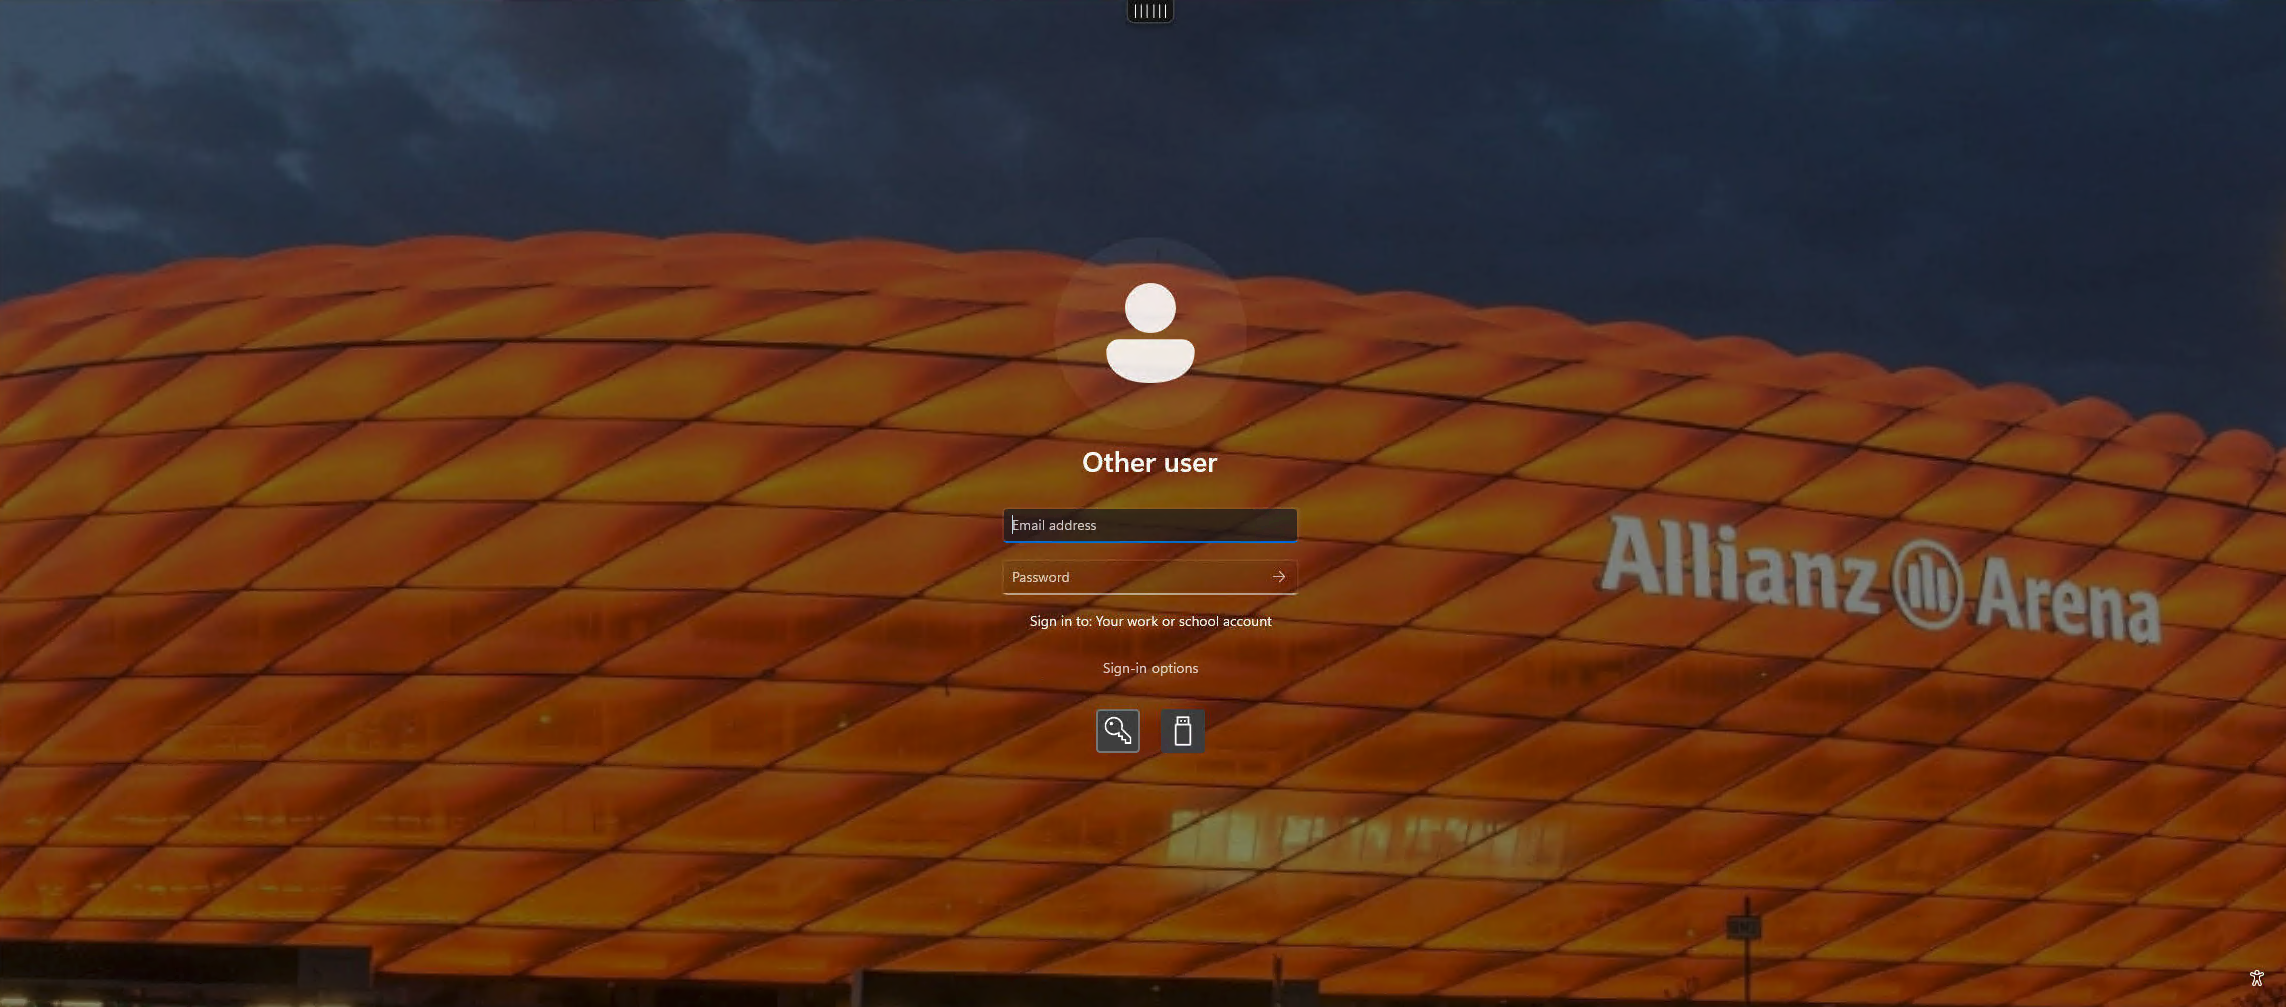 Other user
Email address
Password
Sign in to: Your work or school account
Sign-in options
Allianz Arena